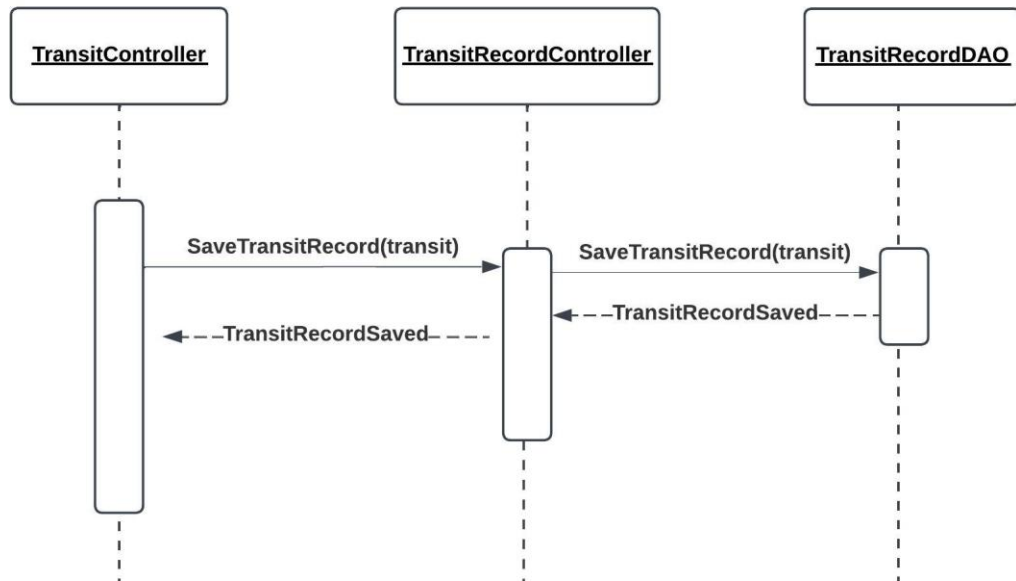 TransitController
TransitRecordController
TransitRecordDAO
SaveTransitRecord(transit)
SaveTransitRecord(transit)
TransitRecordSaved
TransitRecordSaved